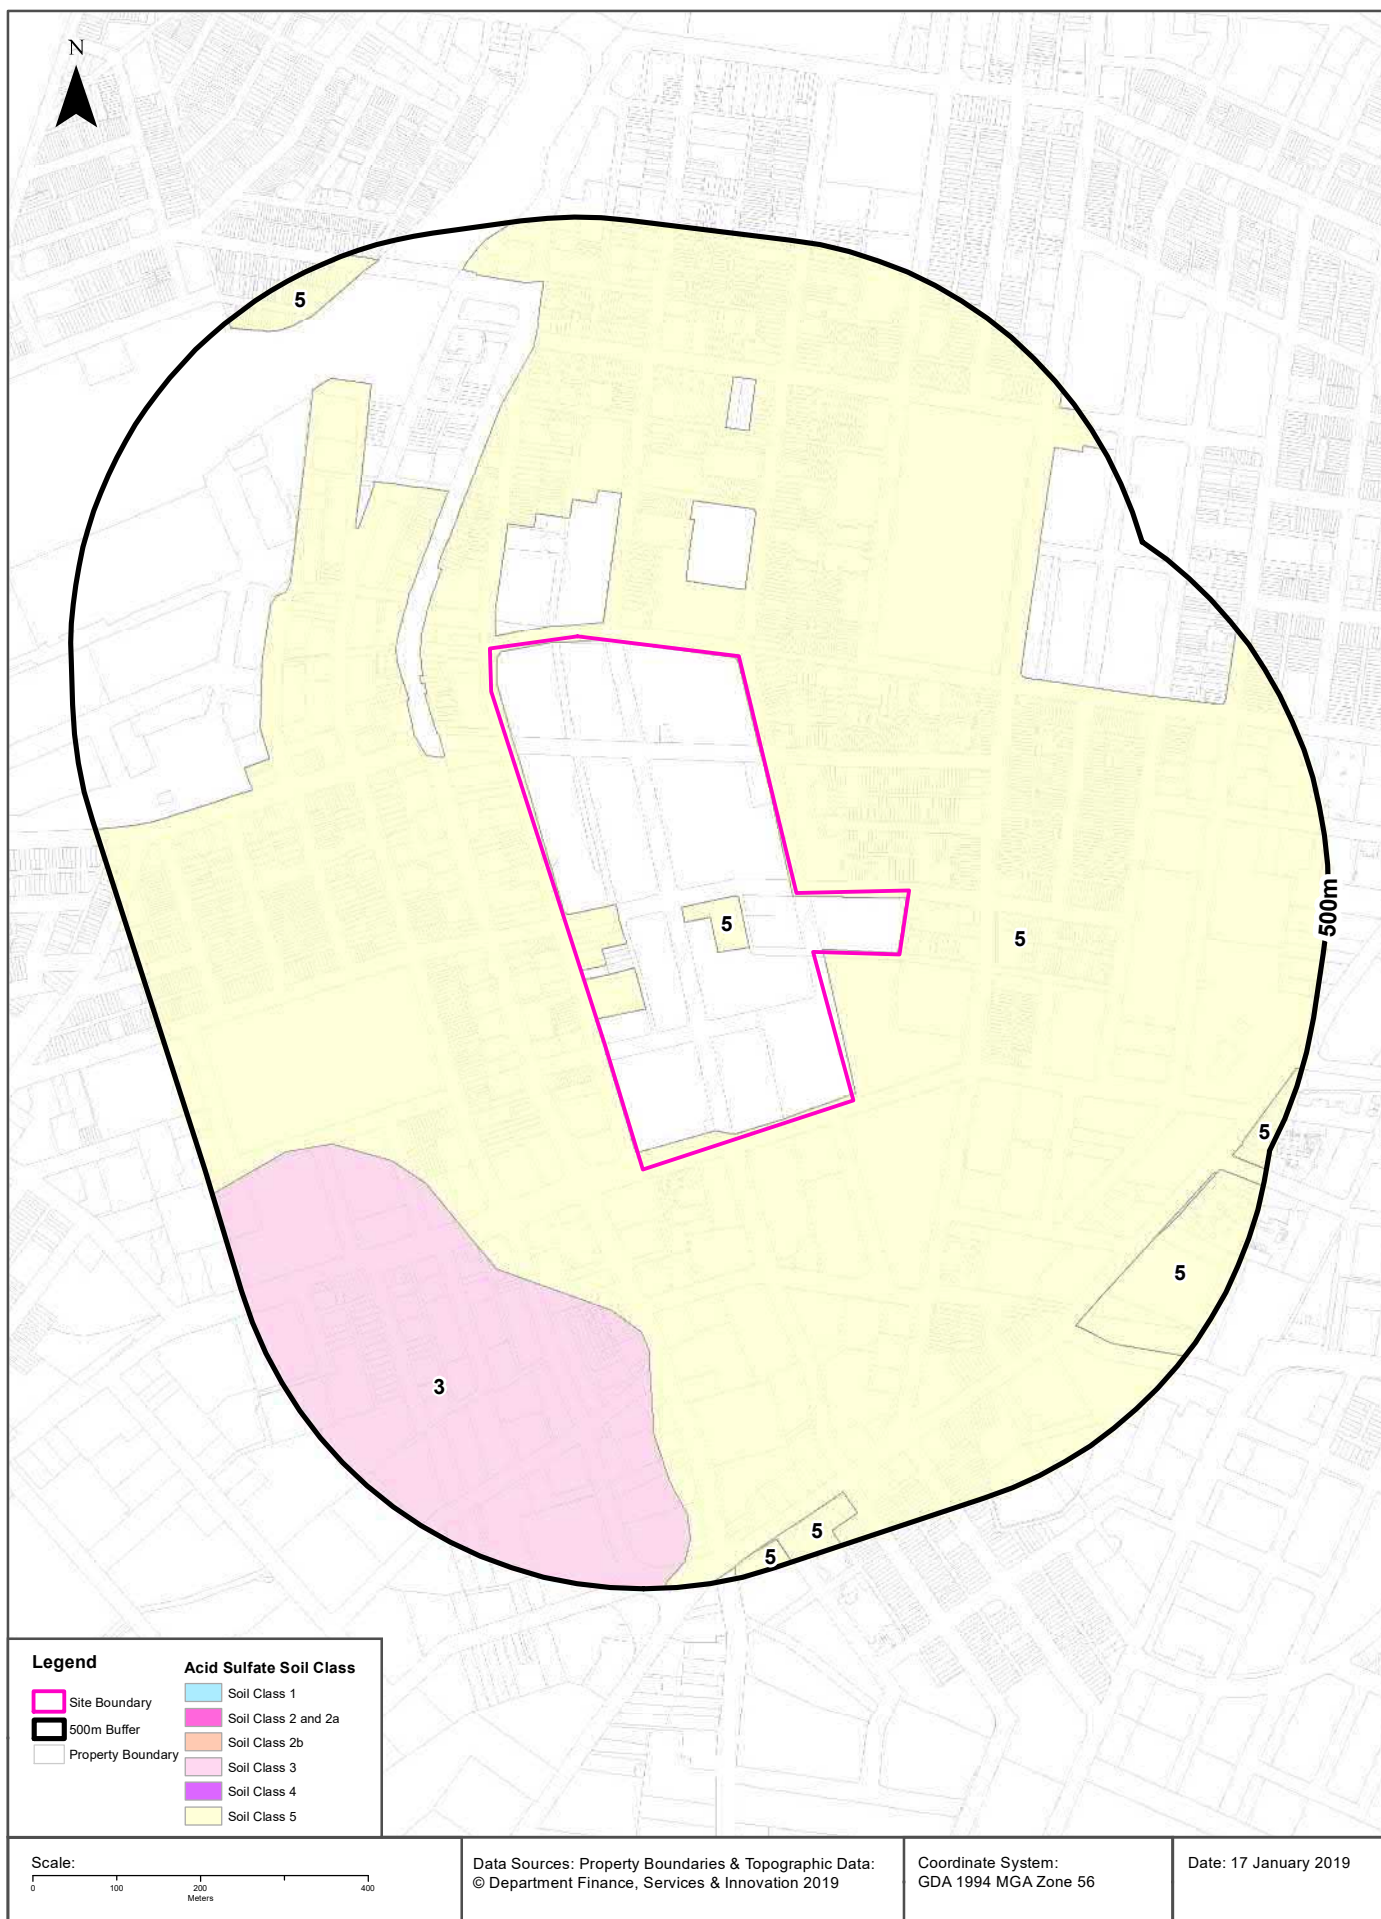 N
5
5
5
500m
5
5
3
5
5
Legend
Site Boundary
500m Buffer
Property Boundary
Acid Sulfate Soil Class
Soil Class 1
Soil Class 2 and 2a
Soil Class 2b
Soil Class 3
Soil Class 4
Soil Class 5
Scale:
0 100 200 400
Meters
Data Sources: Property Boundaries & Topographic Data:
© Department Finance, Services & Innovation 2019
Coordinate System:
GDA 1994 MGA Zone 56
Date: 17 January 2019